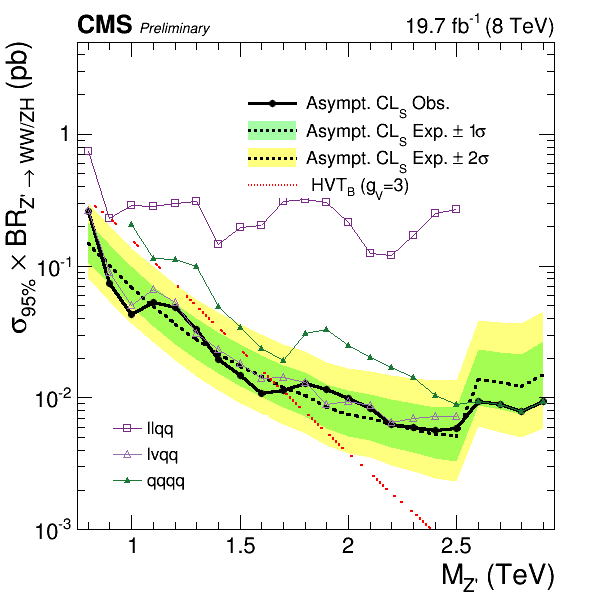 CMS Preliminary 19.7 fb⁻¹ (8 TeV)
σ95% × BRZ' → WW/ZH (pb)
Asympt. CLS Obs.
Asympt. CLS Exp. ± 1σ
Asympt. CLS Exp. ± 2σ
HVTB (gV=3)
1
10⁻¹
10⁻²
10⁻³
llqq
lνqq
qqqq
1 1.5 2 2.5
MZ' (TeV)